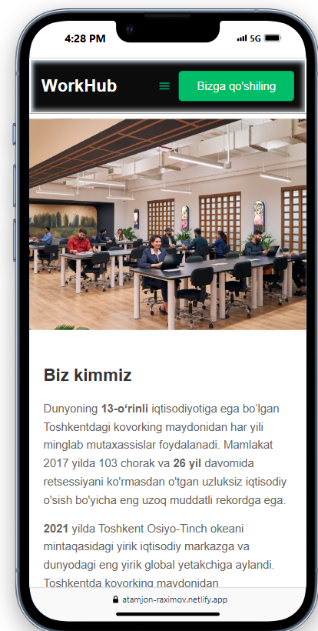 4:28 PM
5G
WorkHub
Bizga qo'shiling
Biz kimmiz
Dunyoning 13-o‘rinli iqtisodiyotiga ega bo‘lgan
Toshkentdagi kovorking maydonidan har yili
minglab mutaxassislar foydalanadi. Mamlakat
2017 yilda 103 chorak va 26 yil davomida
retsessiyani ko'rmasdan o'tgan uzluksiz iqtisodiy
o'sish bo'yicha eng uzoq muddatli rekordga ega.
2021 yilda Toshkent Osiyo-Tinch okeani
mintaqasidagi yirik iqtisodiy markazga va
dunyodagi eng yirik global yetakchiga aylandi.
Toshkentda kovorking maydonidan
atamjon-raximov.netlify.app